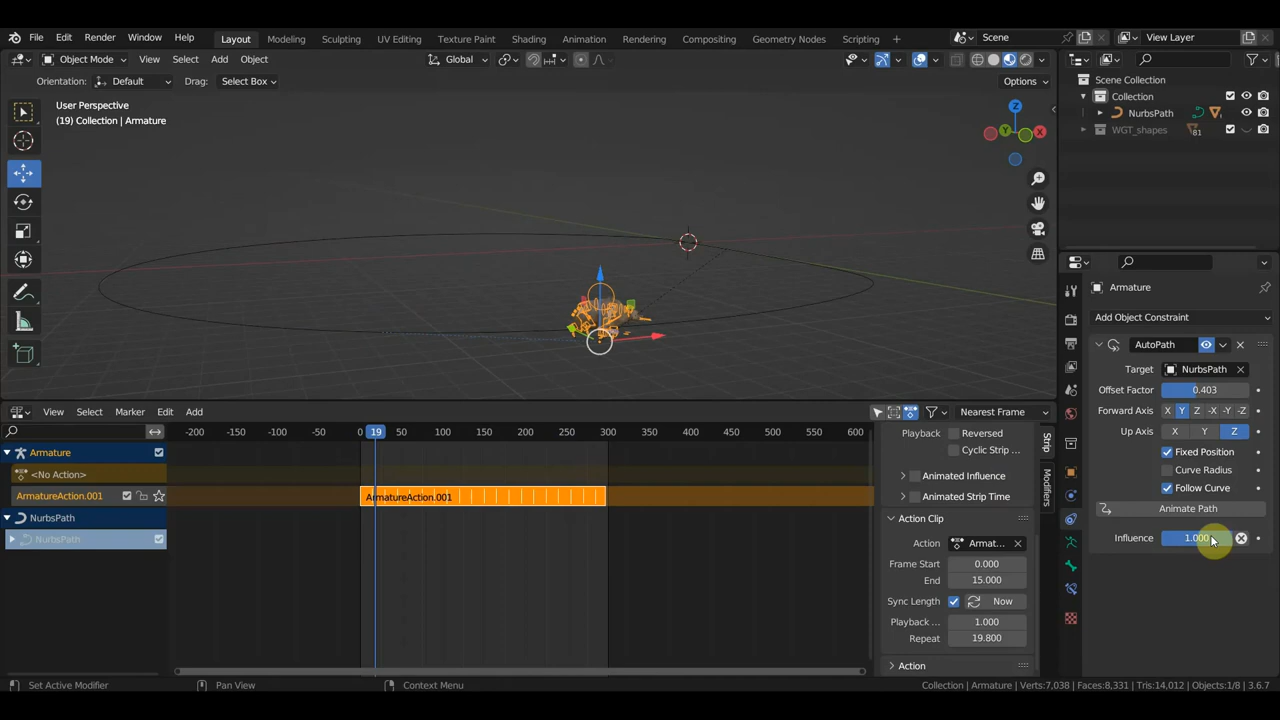 File Edit Render Window Help Layout Modeling Sculpting UV Editing Texture Paint Shading Animation Rendering Compositing Geometry Nodes Scripting + Scene View Layer
Object Mode View Select Add Object Global
Orientation: Default Drag: Select Box Options
User Perspective
(19) Collection | Armature
Z
Y
X
Scene Collection
Collection
NurbsPath
WGT_shapes 81
Armature
Add Object Constraint
AutoPath
Target NurbsPath
Offset Factor 0.403
Forward Axis X Y Z -X -Y -Z
Up Axis X Y Z
Fixed Position
Curve Radius
Follow Curve
Animate Path
Influence 1.000
View Select Marker Edit Add Nearest Frame
-200 -150 -100 -50 0 19 50 100 150 200 250 300 350 400 450 500 550 600
Armature
<No Action>
ArmatureAction.001 ArmatureAction.001
NurbsPath
NurbsPath
Playback Reversed
Cyclic Strip ...
Animated Influence
Animated Strip Time
Action Clip
Action Armat...
Frame Start 0.000
End 15.000
Sync Length Now
Playback ... 1.000
Repeat 19.800
Action
Strip
Modifiers
Set Active Modifier Pan View Context Menu Collection | Armature | Verts:7,038 | Faces:8,331 | Tris:14,012 | Objects:1/8 | 3.6.7